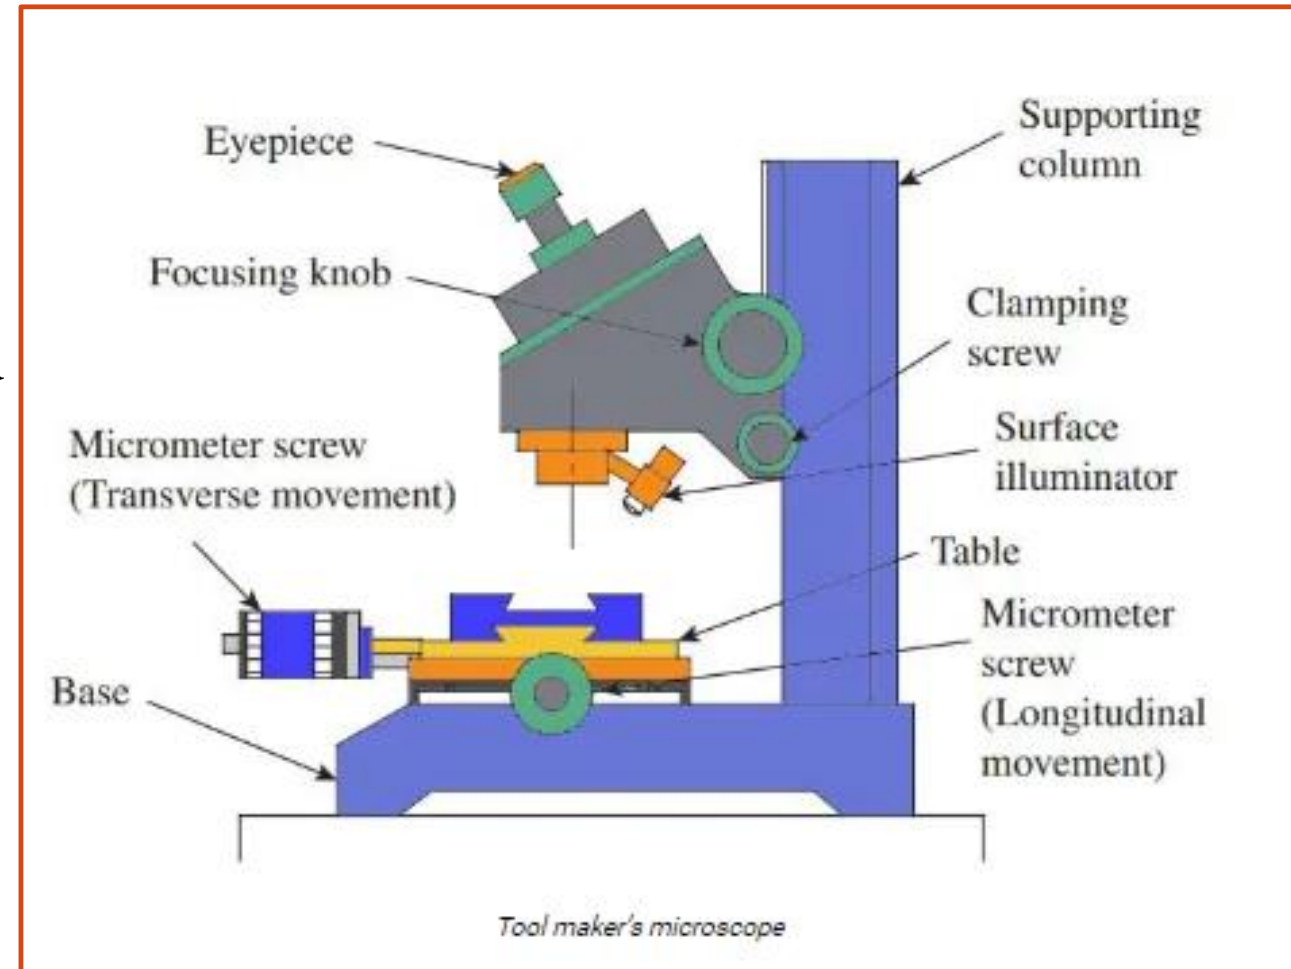 Eyepiece
Supporting
column
Focusing knob
Clamping
screw
Micrometer screw
(Transverse movement)
Surface
illuminator
Table
Base
Micrometer
screw
(Longitudinal
movement)
Tool maker's microscope